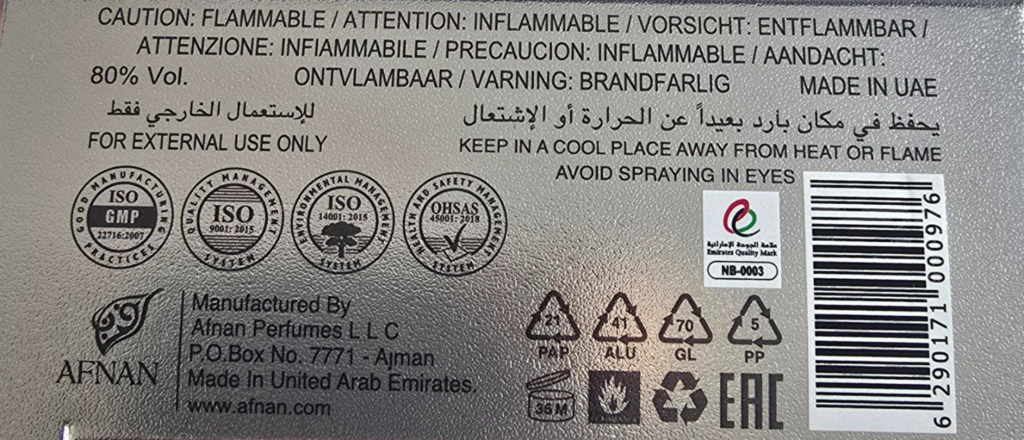 CAUTION: FLAMMABLE / ATTENTION: INFLAMMABLE / VORSICHT: ENTFLAMMBAR /
ATTENZIONE: INFIAMMABILE / PRECAUCION: INFLAMMABLE / AANDACHT:
80% Vol. ONTVLAMBAAR / VARNING: BRANDFARLIG MADE IN UAE
للإستعمال الخارجي فقط
FOR EXTERNAL USE ONLY
يحفظ في مكان بارد بعيداً عن الحرارة أو الإشتعال
KEEP IN A COOL PLACE AWAY FROM HEAT OR FLAME
AVOID SPRAYING IN EYES
GOOD MANUFACTURING
ISO
GMP
22716:2007
PRACTICES
QUALITY MANAGEMENT
ISO
9001: 2015
SYSTEM
ENVIRONMENTAL MANAGEMENT
ISO
14001: 2015
SYSTEM
HEALTH AND SAFETY MANAGEMENT
OHSAS
45001: 2018
SYSTEM
علامة الجودة الإماراتية
Emirates Quality Mark
NB-0003
6 290171 000976
AFNAN
Manufactured By
Afnan Perfumes L L C
P.O.Box No. 7771 - Ajman
Made In United Arab Emirates.
www.afnan.com
21 41 70 5
PAP ALU GL PP
36 M
EAC